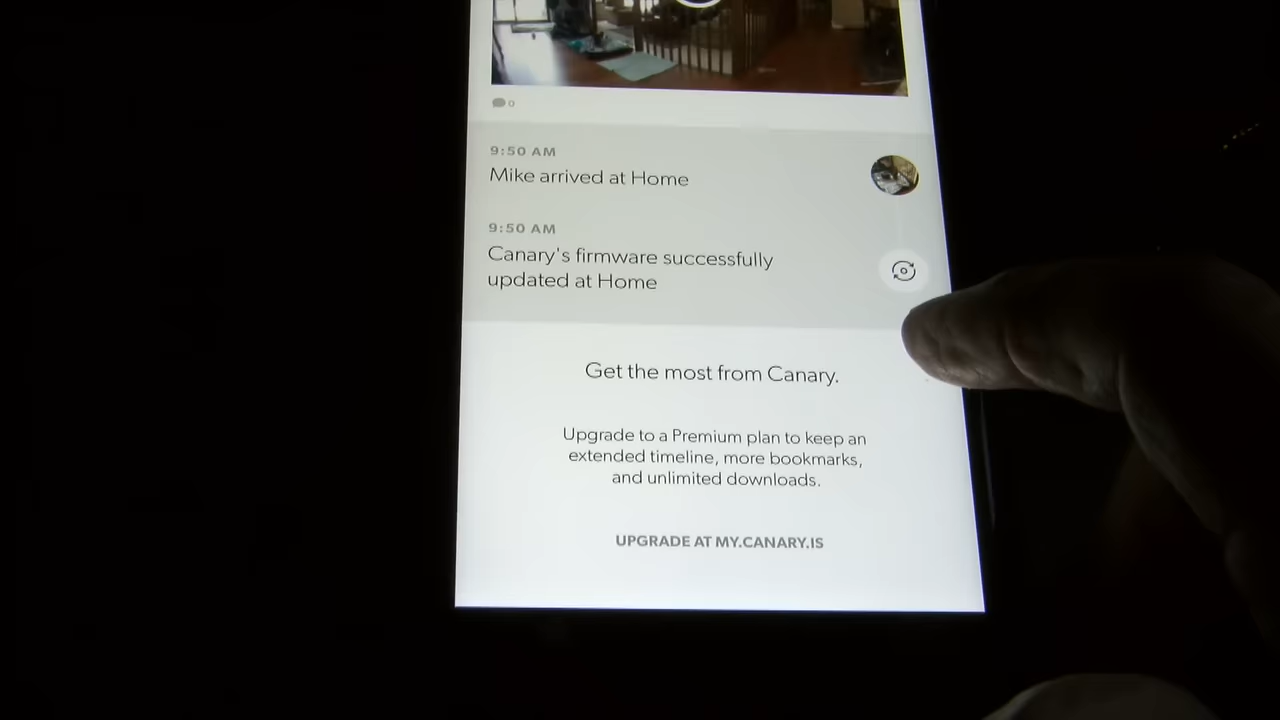 0
9:50 AM
Mike arrived at Home
9:50 AM
Canary's firmware successfully
updated at Home
Get the most from Canary.
Upgrade to a Premium plan to keep an
extended timeline, more bookmarks,
and unlimited downloads.
UPGRADE AT MY.CANARY.IS